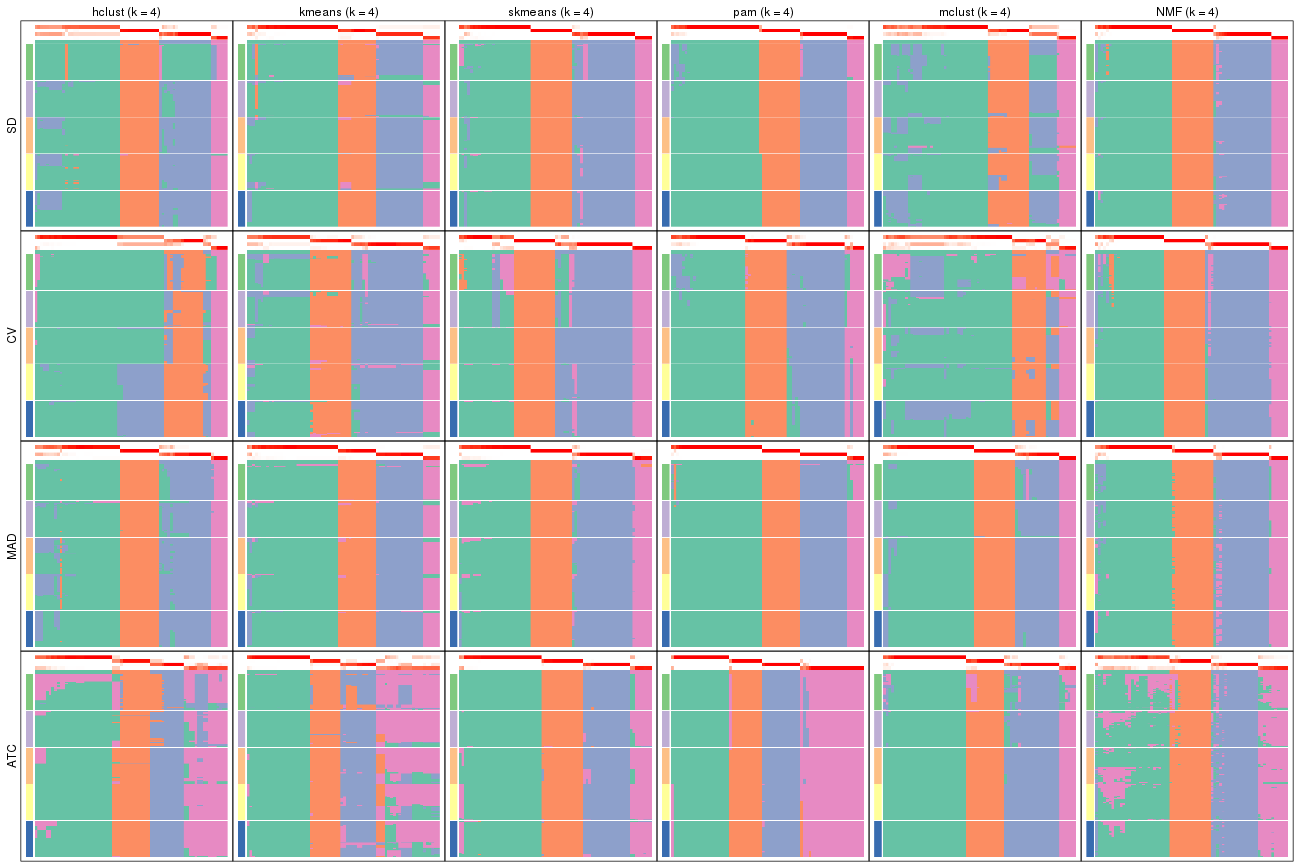 hclust (k = 4) kmeans (k = 4) skmeans (k = 4) pam (k = 4) mclust (k = 4) NMF (k = 4)
SD
CV
MAD
ATC